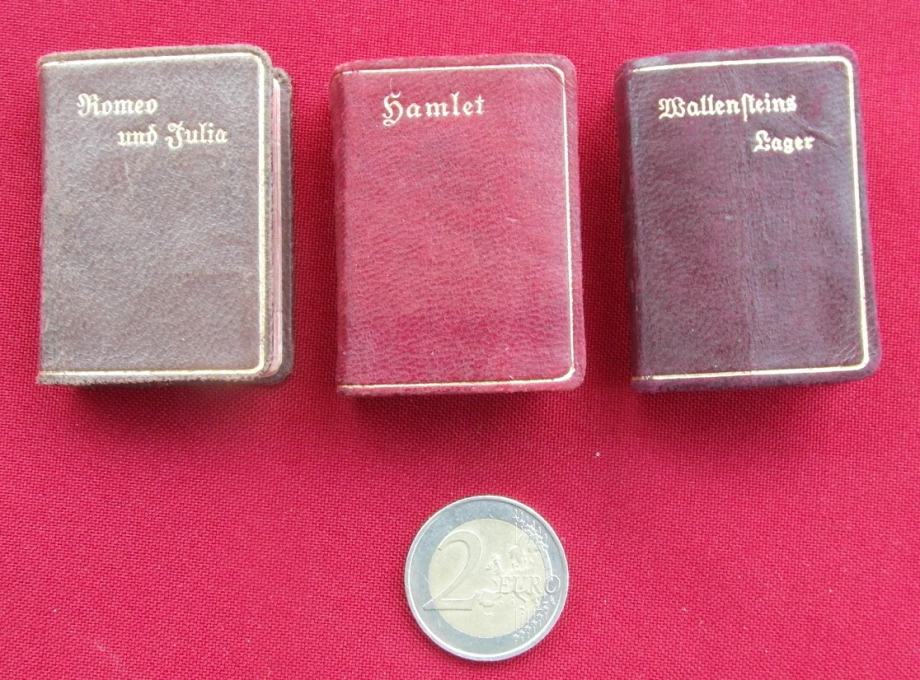 Romeo
und Julia
Hamlet
Wallenſteins
Lager
2 EURO